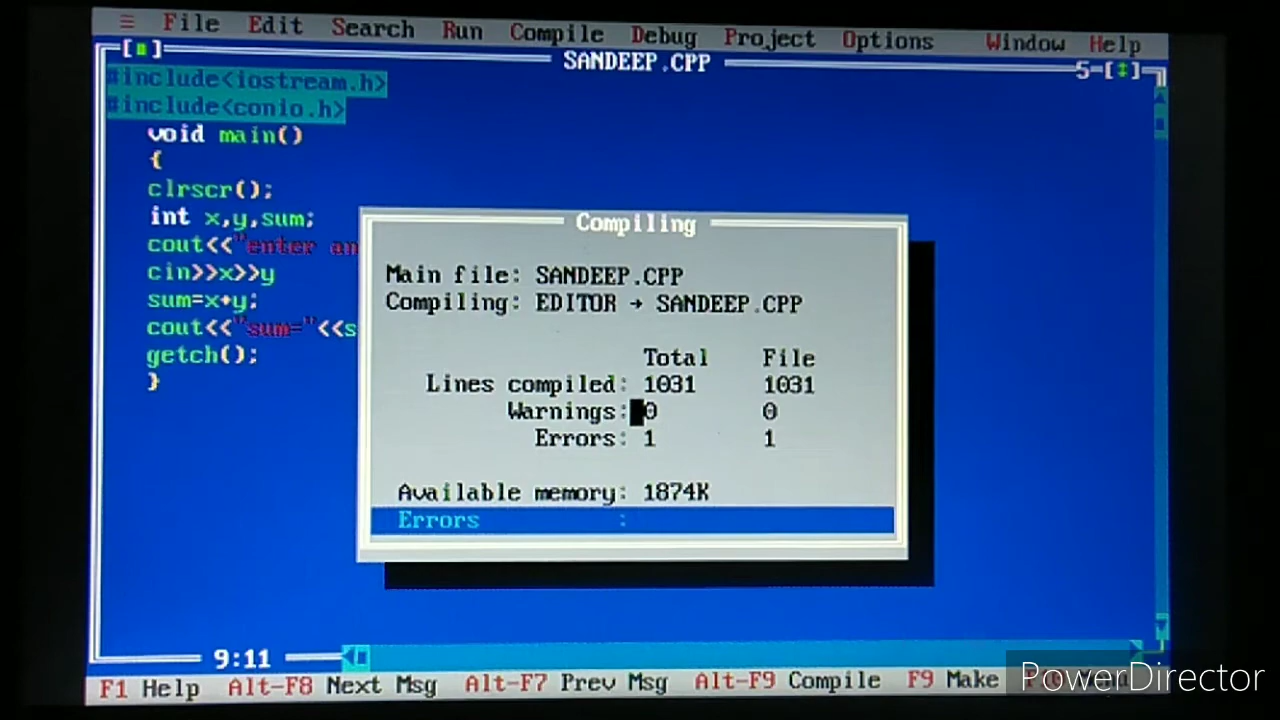 ≡ File Edit Search Run Compile Debug Project Options Window Help
[■] SANDEEP.CPP 5=[↕]
#include<iostream.h>
#include<conio.h>
void main()
{
clrscr();
int x,y,sum;
cout<<"enter an
cin>>x>>y
sum=x+y;
cout<<"sum="<<s
getch();
}
Compiling
Main file: SANDEEP.CPP
Compiling: EDITOR → SANDEEP.CPP
Total File
Lines compiled: 1031 1031
Warnings: 0 0
Errors: 1 1
Available memory: 1874K
Errors :
9:11
F1 Help Alt-F8 Next Msg Alt-F7 Prev Msg Alt-F9 Compile F9 Make
PowerDirector